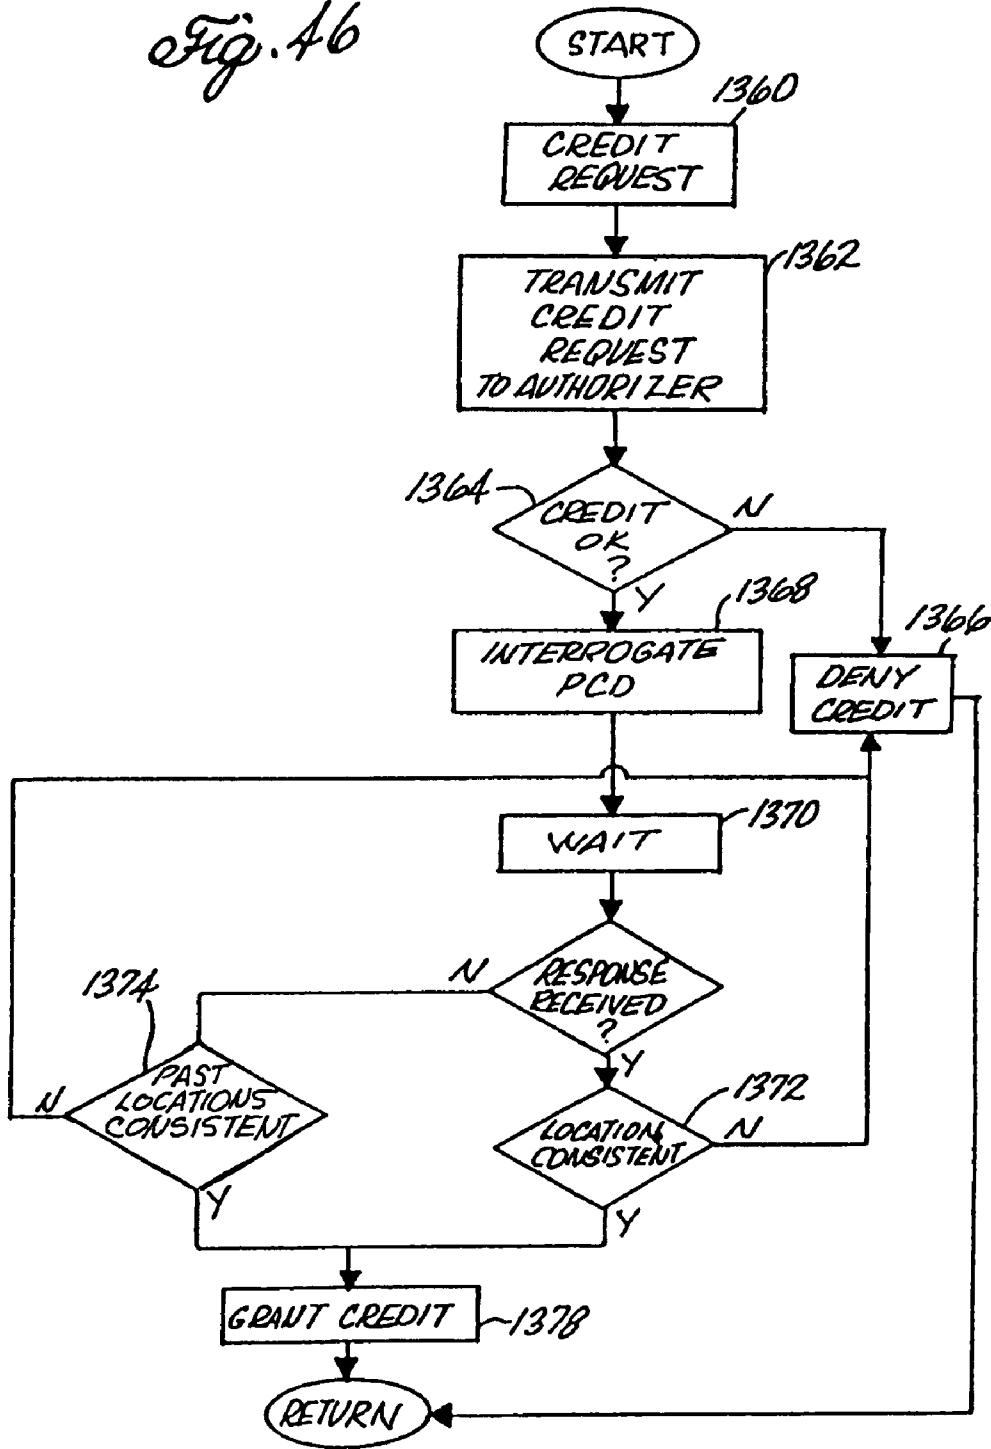 Fig. 46
START
1360
CREDIT
REQUEST
1362
TRANSMIT
CREDIT
REQUEST
TO AUTHORIZER
1364
CREDIT
OK
?
N
Y
1368
INTERROGATE
PCD
1366
DENY
CREDIT
1370
WAIT
RESPONSE
RECEIVED
?
N
Y
1374
PAST
LOCATIONS
CONSISTENT
N
Y
1372
LOCATION
CONSISTENT
N
Y
GRANT CREDIT
1378
RETURN